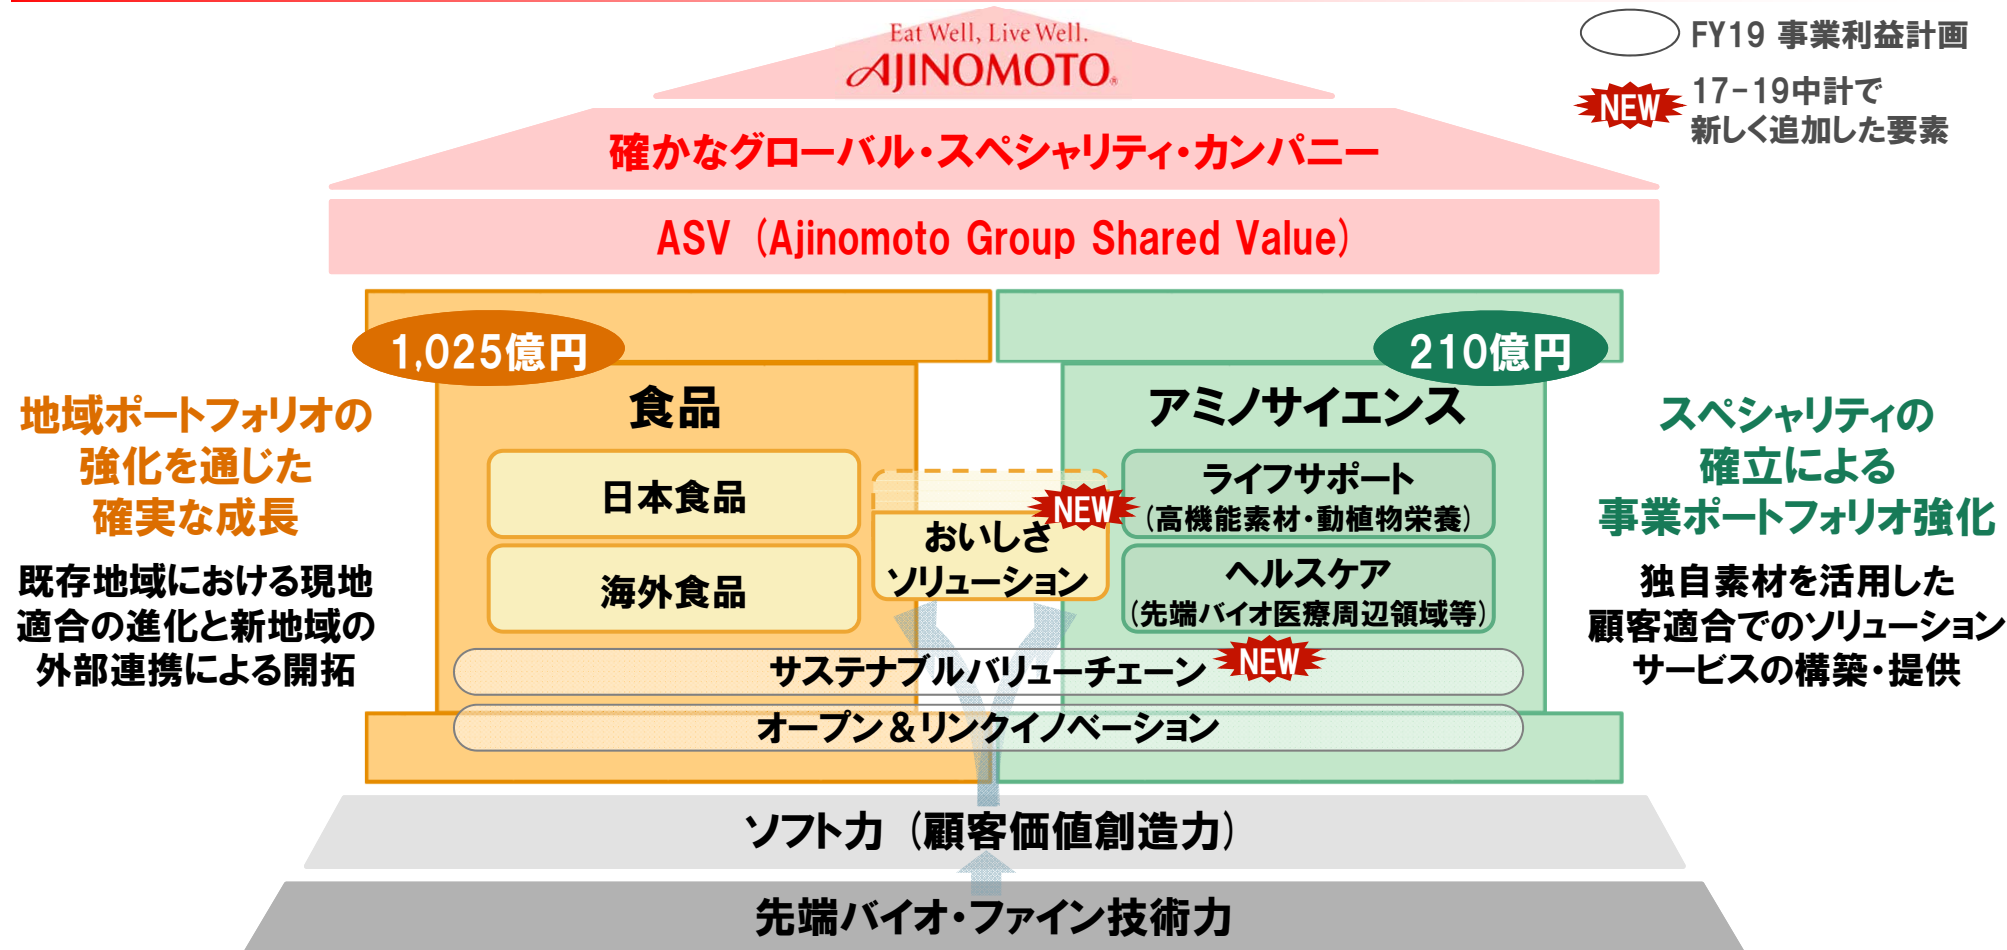 Eat Well, Live Well.
AJINOMOTO®
FY19 事業利益計画
NEW
17-19中計で
新しく追加した要素
確かなグローバル・スペシャリティ・カンパニー
ASV (Ajinomoto Group Shared Value)
1,025億円
210億円
地域ポートフォリオの
強化を通じた
確実な成長
既存地域における現地
適合の進化と新地域の
外部連携による開拓
食品
日本食品
海外食品
NEW
おいしさ
ソリューション
アミノサイエンス
ライフサポート
(高機能素材・動植物栄養)
ヘルスケア
(先端バイオ医療周辺領域等)
スペシャリティの
確立による
事業ポートフォリオ強化
独自素材を活用した
顧客適合でのソリューション
サービスの構築・提供
サステナブルバリューチェーン NEW
オープン＆リンクイノベーション
ソフト力 (顧客価値創造力)
先端バイオ・ファイン技術力